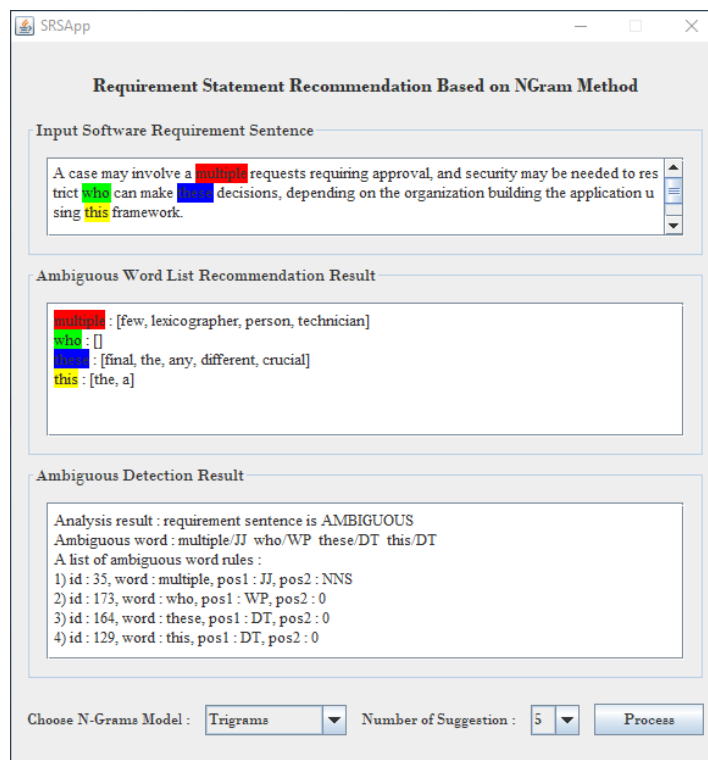 SRSApp
Requirement Statement Recommendation Based on NGram Method
Input Software Requirement Sentence
A case may involve a multiple requests requiring approval, and security may be needed to res
trict who can make these decisions, depending on the organization building the application u
sing this framework.
Ambiguous Word List Recommendation Result
multiple : [few, lexicographer, person, technician]
who : []
these : [final, the, any, different, crucial]
this : [the, a]
Ambiguous Detection Result
Analysis result : requirement sentence is AMBIGUOUS
Ambiguous word : multiple/JJ who/WP these/DT this/DT
A list of ambiguous word rules :
1) id : 35, word : multiple, pos1 : JJ, pos2 : NNS
2) id : 173, word : who, pos1 : WP, pos2 : 0
3) id : 164, word : these, pos1 : DT, pos2 : 0
4) id : 129, word : this, pos1 : DT, pos2 : 0
Choose N-Grams Model : Trigrams Number of Suggestion : 5 Process